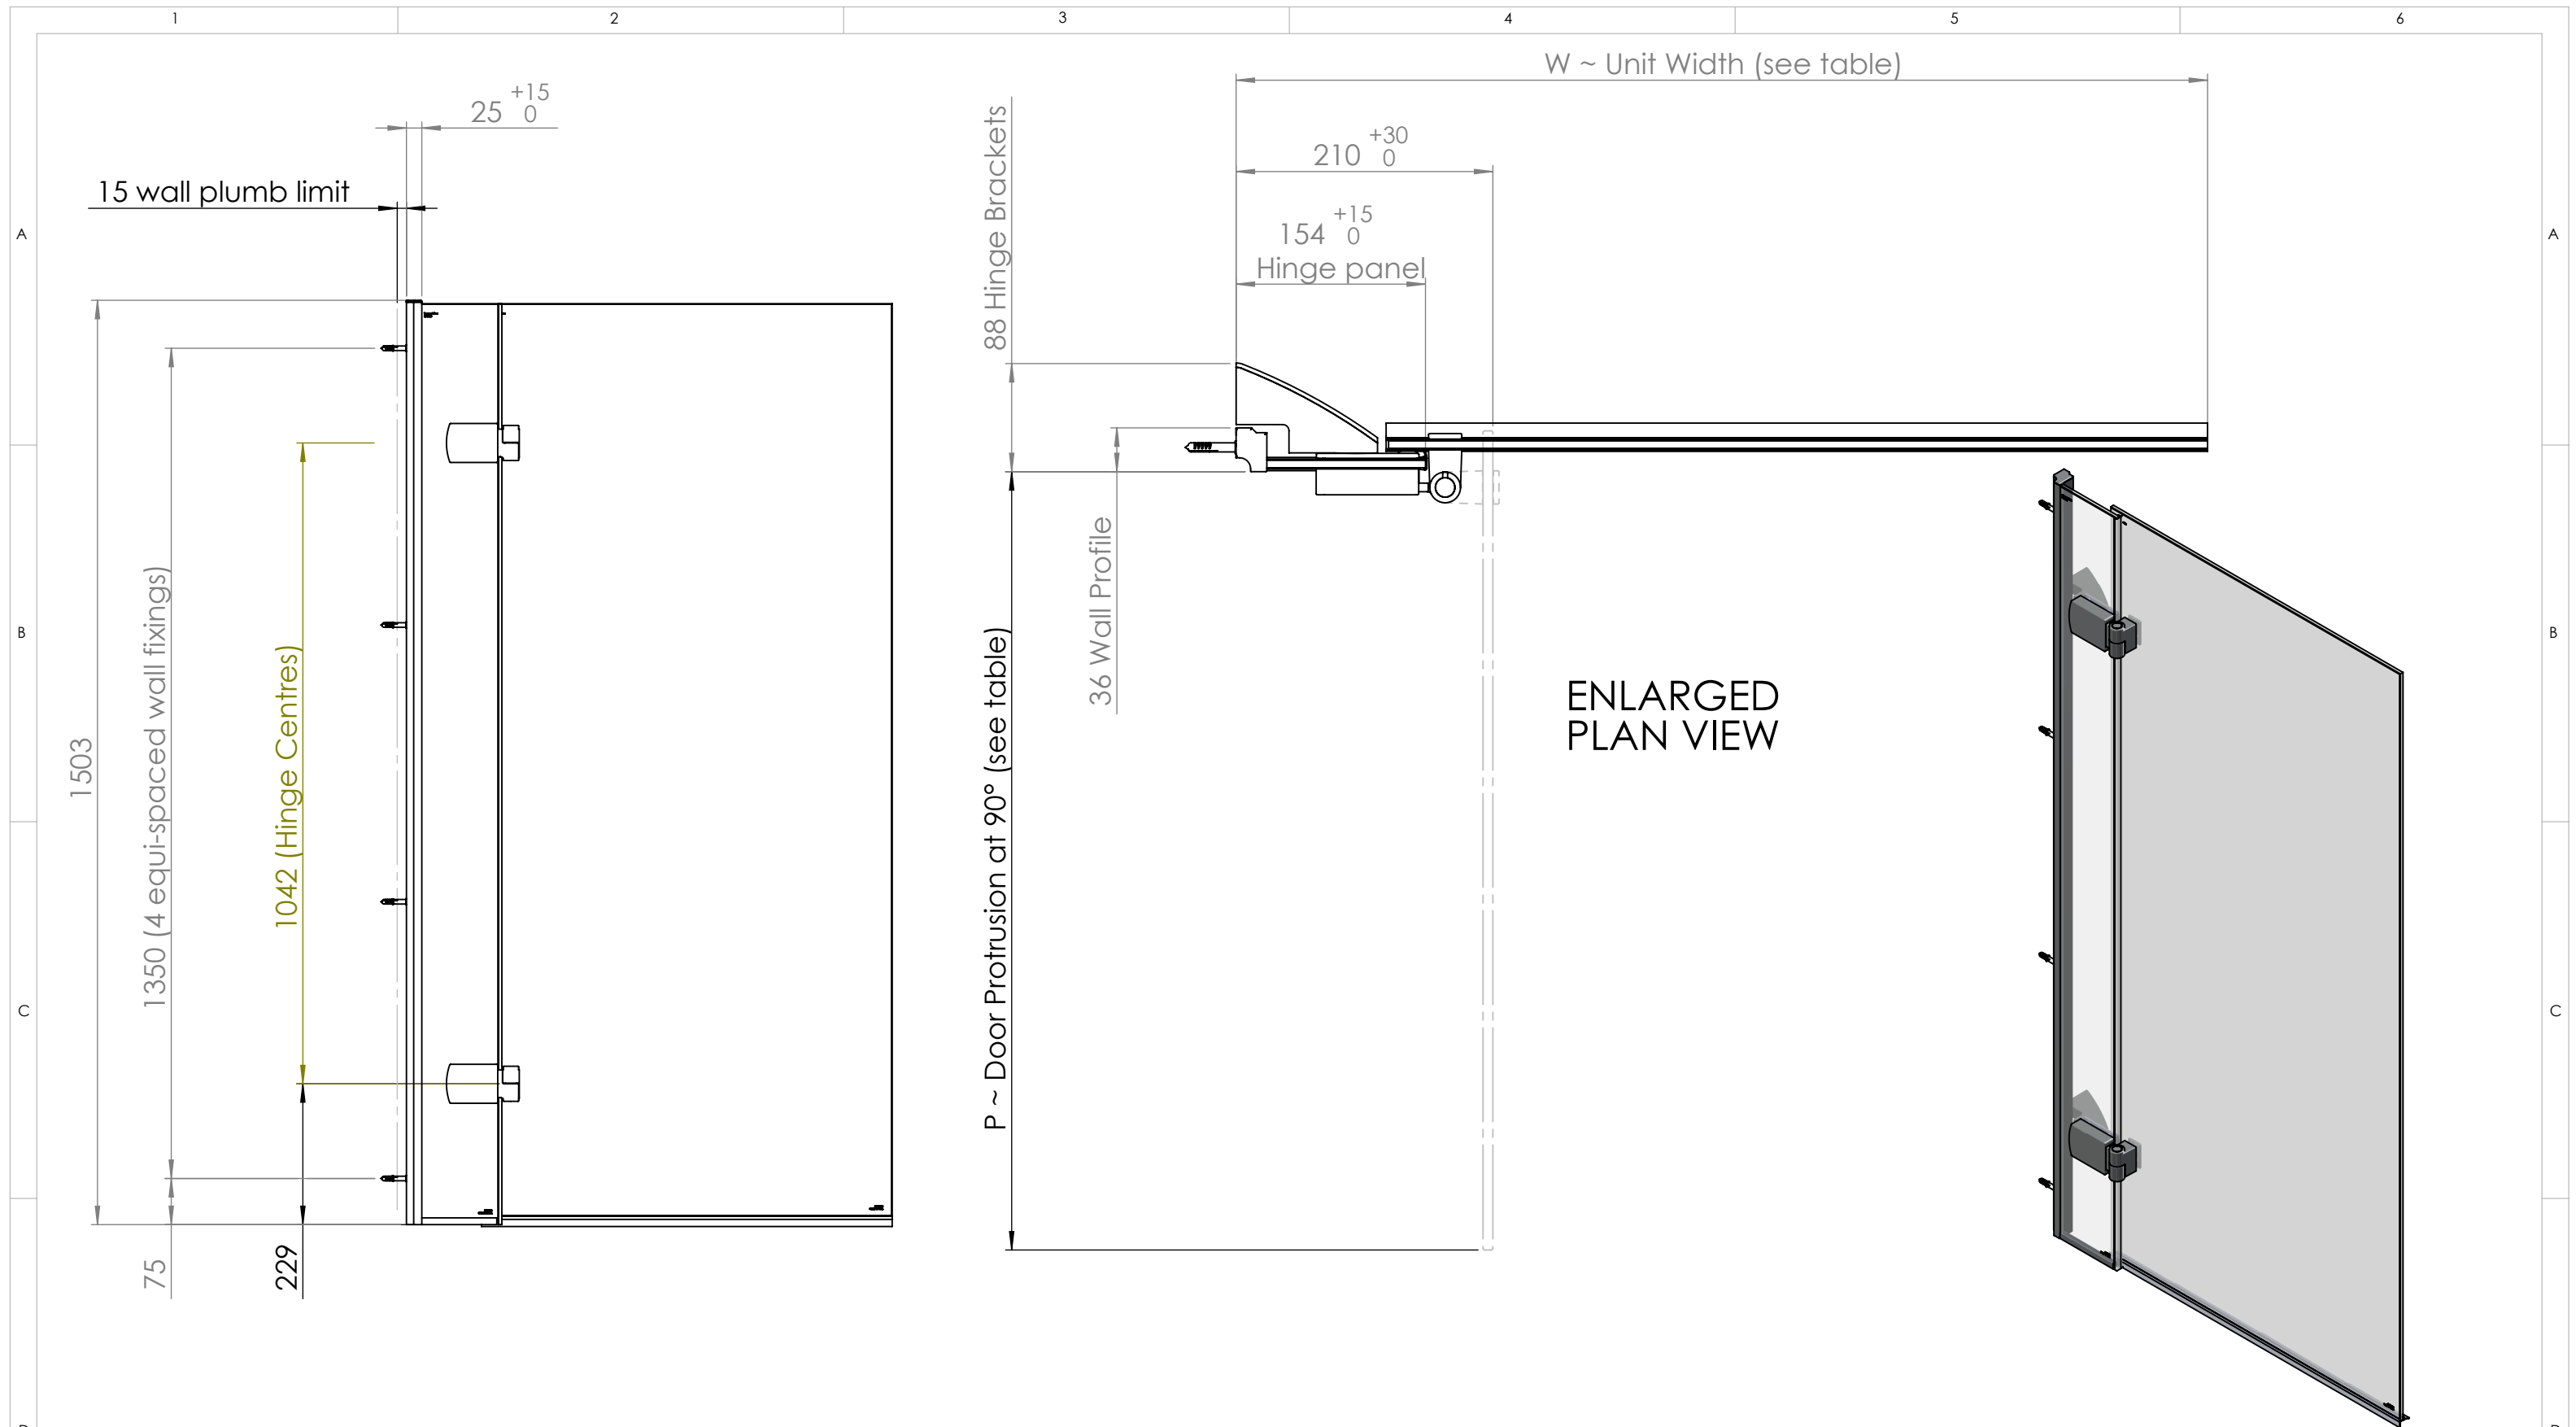 1 2 3 4 5 6
W ~ Unit Width (see table)
25 +15 0
88 Hinge Brackets
210 +30 0
15 wall plumb limit
154 +15 0
Hinge panel
A A
36 Wall Profile
B B
1350 (4 equi-spaced wall fixings)
1042 (Hinge Centres)
1503
P ~ Door Protrusion at 90° (see table)
ENLARGED
PLAN VIEW
C C
75
229